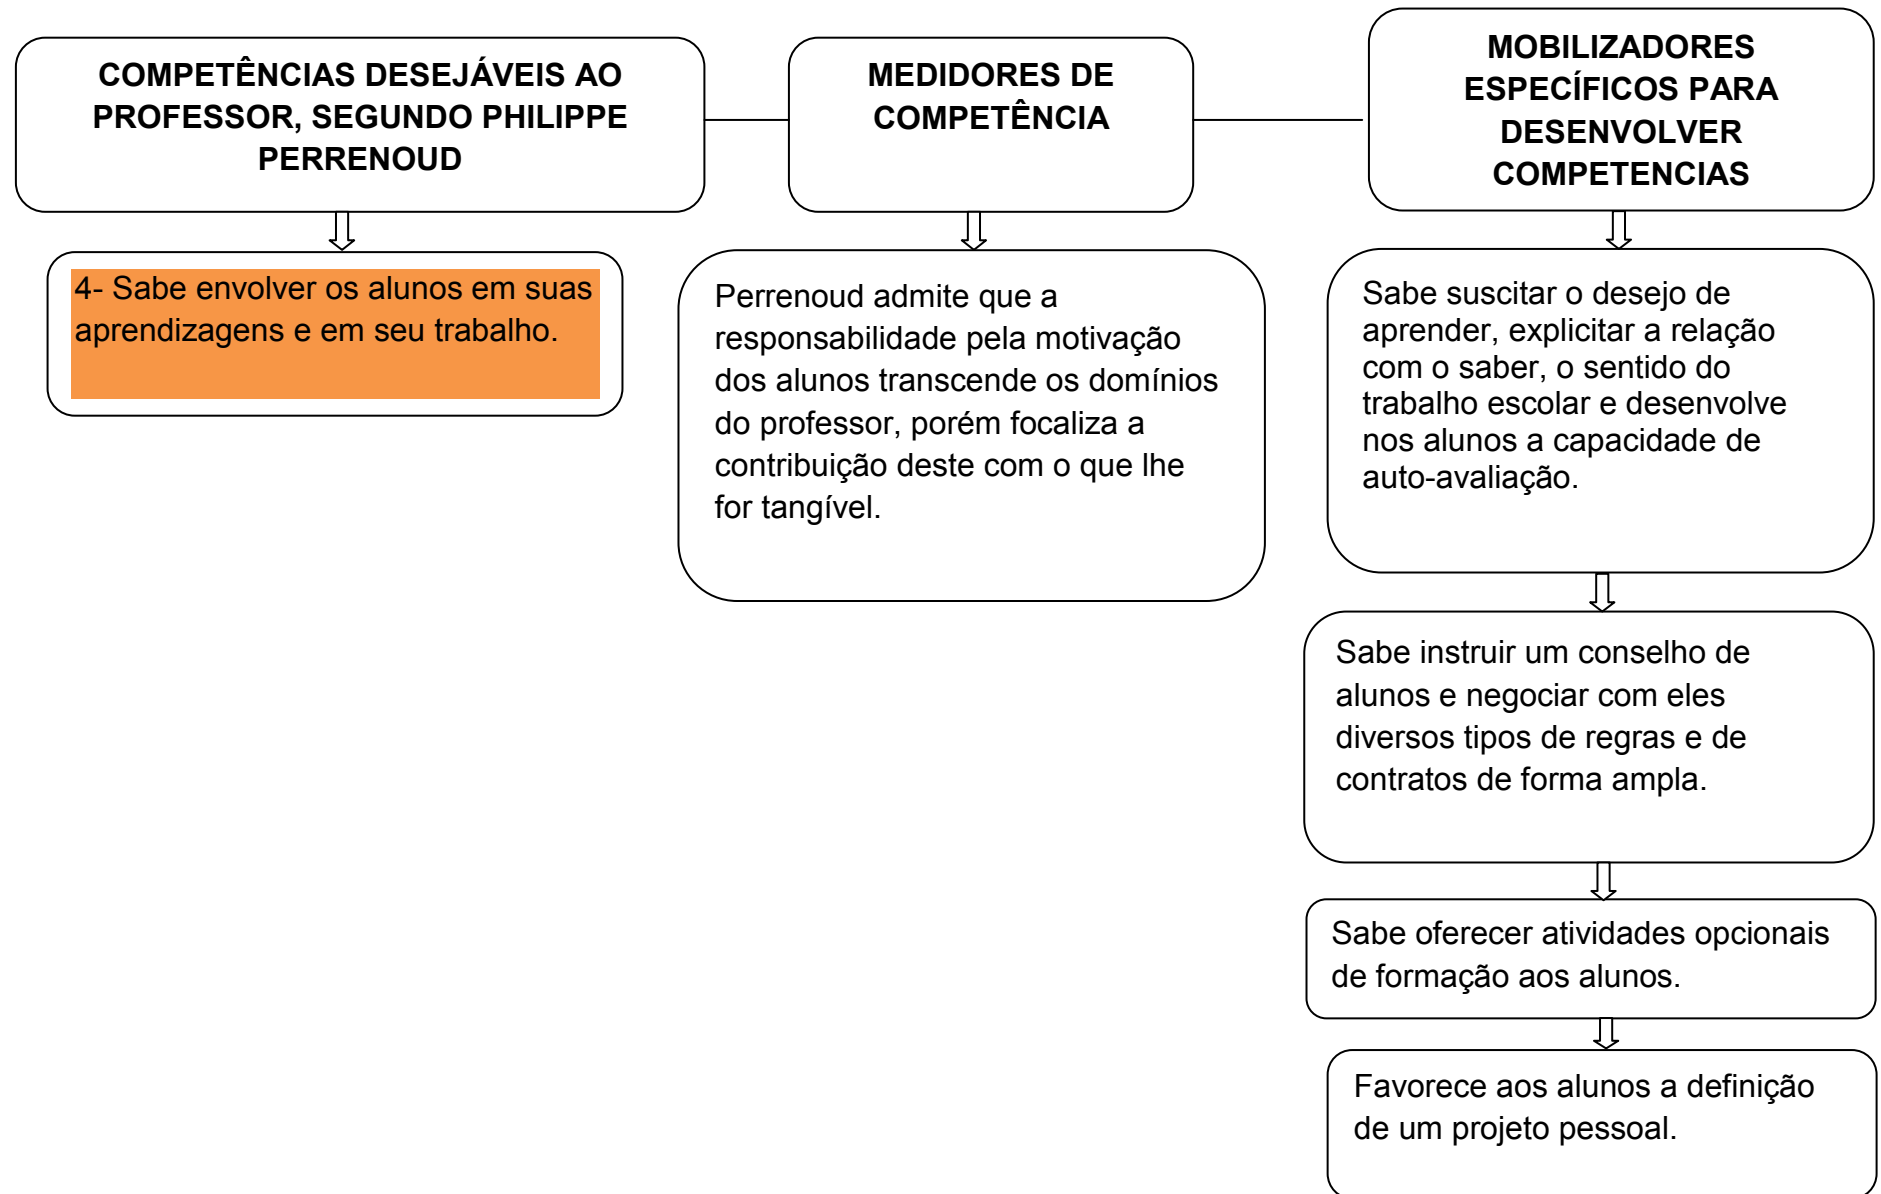 COMPETÊNCIAS DESEJÁVEIS AO
PROFESSOR, SEGUNDO PHILIPPE
PERRENOUD
4- Sabe envolver os alunos em suas
aprendizagens e em seu trabalho.
MEDIDORES DE
COMPETÊNCIA
Perrenoud admite que a
responsabilidade pela motivação
dos alunos transcende os domínios
do professor, porém focaliza a
contribuição deste com o que lhe
for tangível.
MOBILIZADORES
ESPECÍFICOS PARA
DESENVOLVER
COMPETENCIAS
Sabe suscitar o desejo de
aprender, explicitar a relação
com o saber, o sentido do
trabalho escolar e desenvolve
nos alunos a capacidade de
auto-avaliação.
Sabe instruir um conselho de
alunos e negociar com eles
diversos tipos de regras e de
contratos de forma ampla.
Sabe oferecer atividades opcionais
de formação aos alunos.
Favorece aos alunos a definição
de um projeto pessoal.